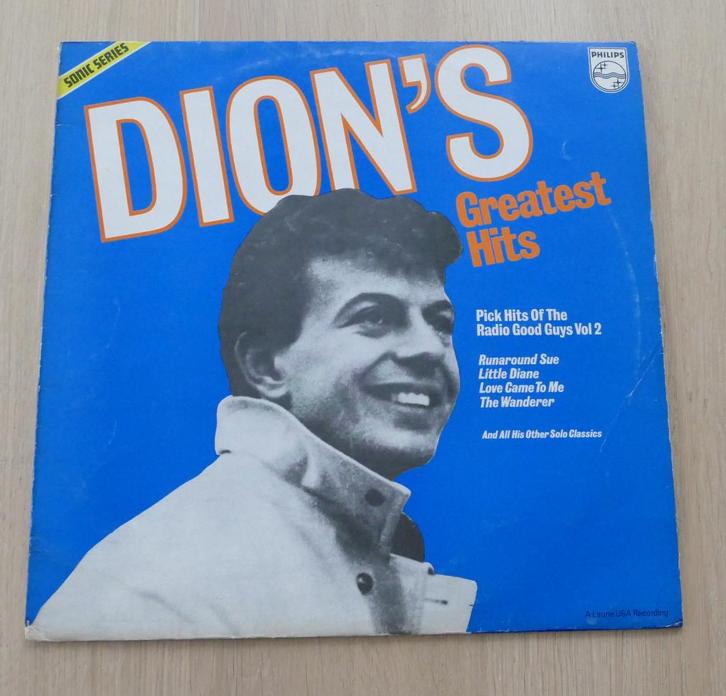 SONIC SERIES
PHILIPS
DION'S
Greatest
Hits
Pick Hits Of The
Radio Good Guys Vol 2
Runaround Sue
Little Diane
Love Came To Me
The Wanderer
And All His Other Solo Classics
A Laurie USA Recording